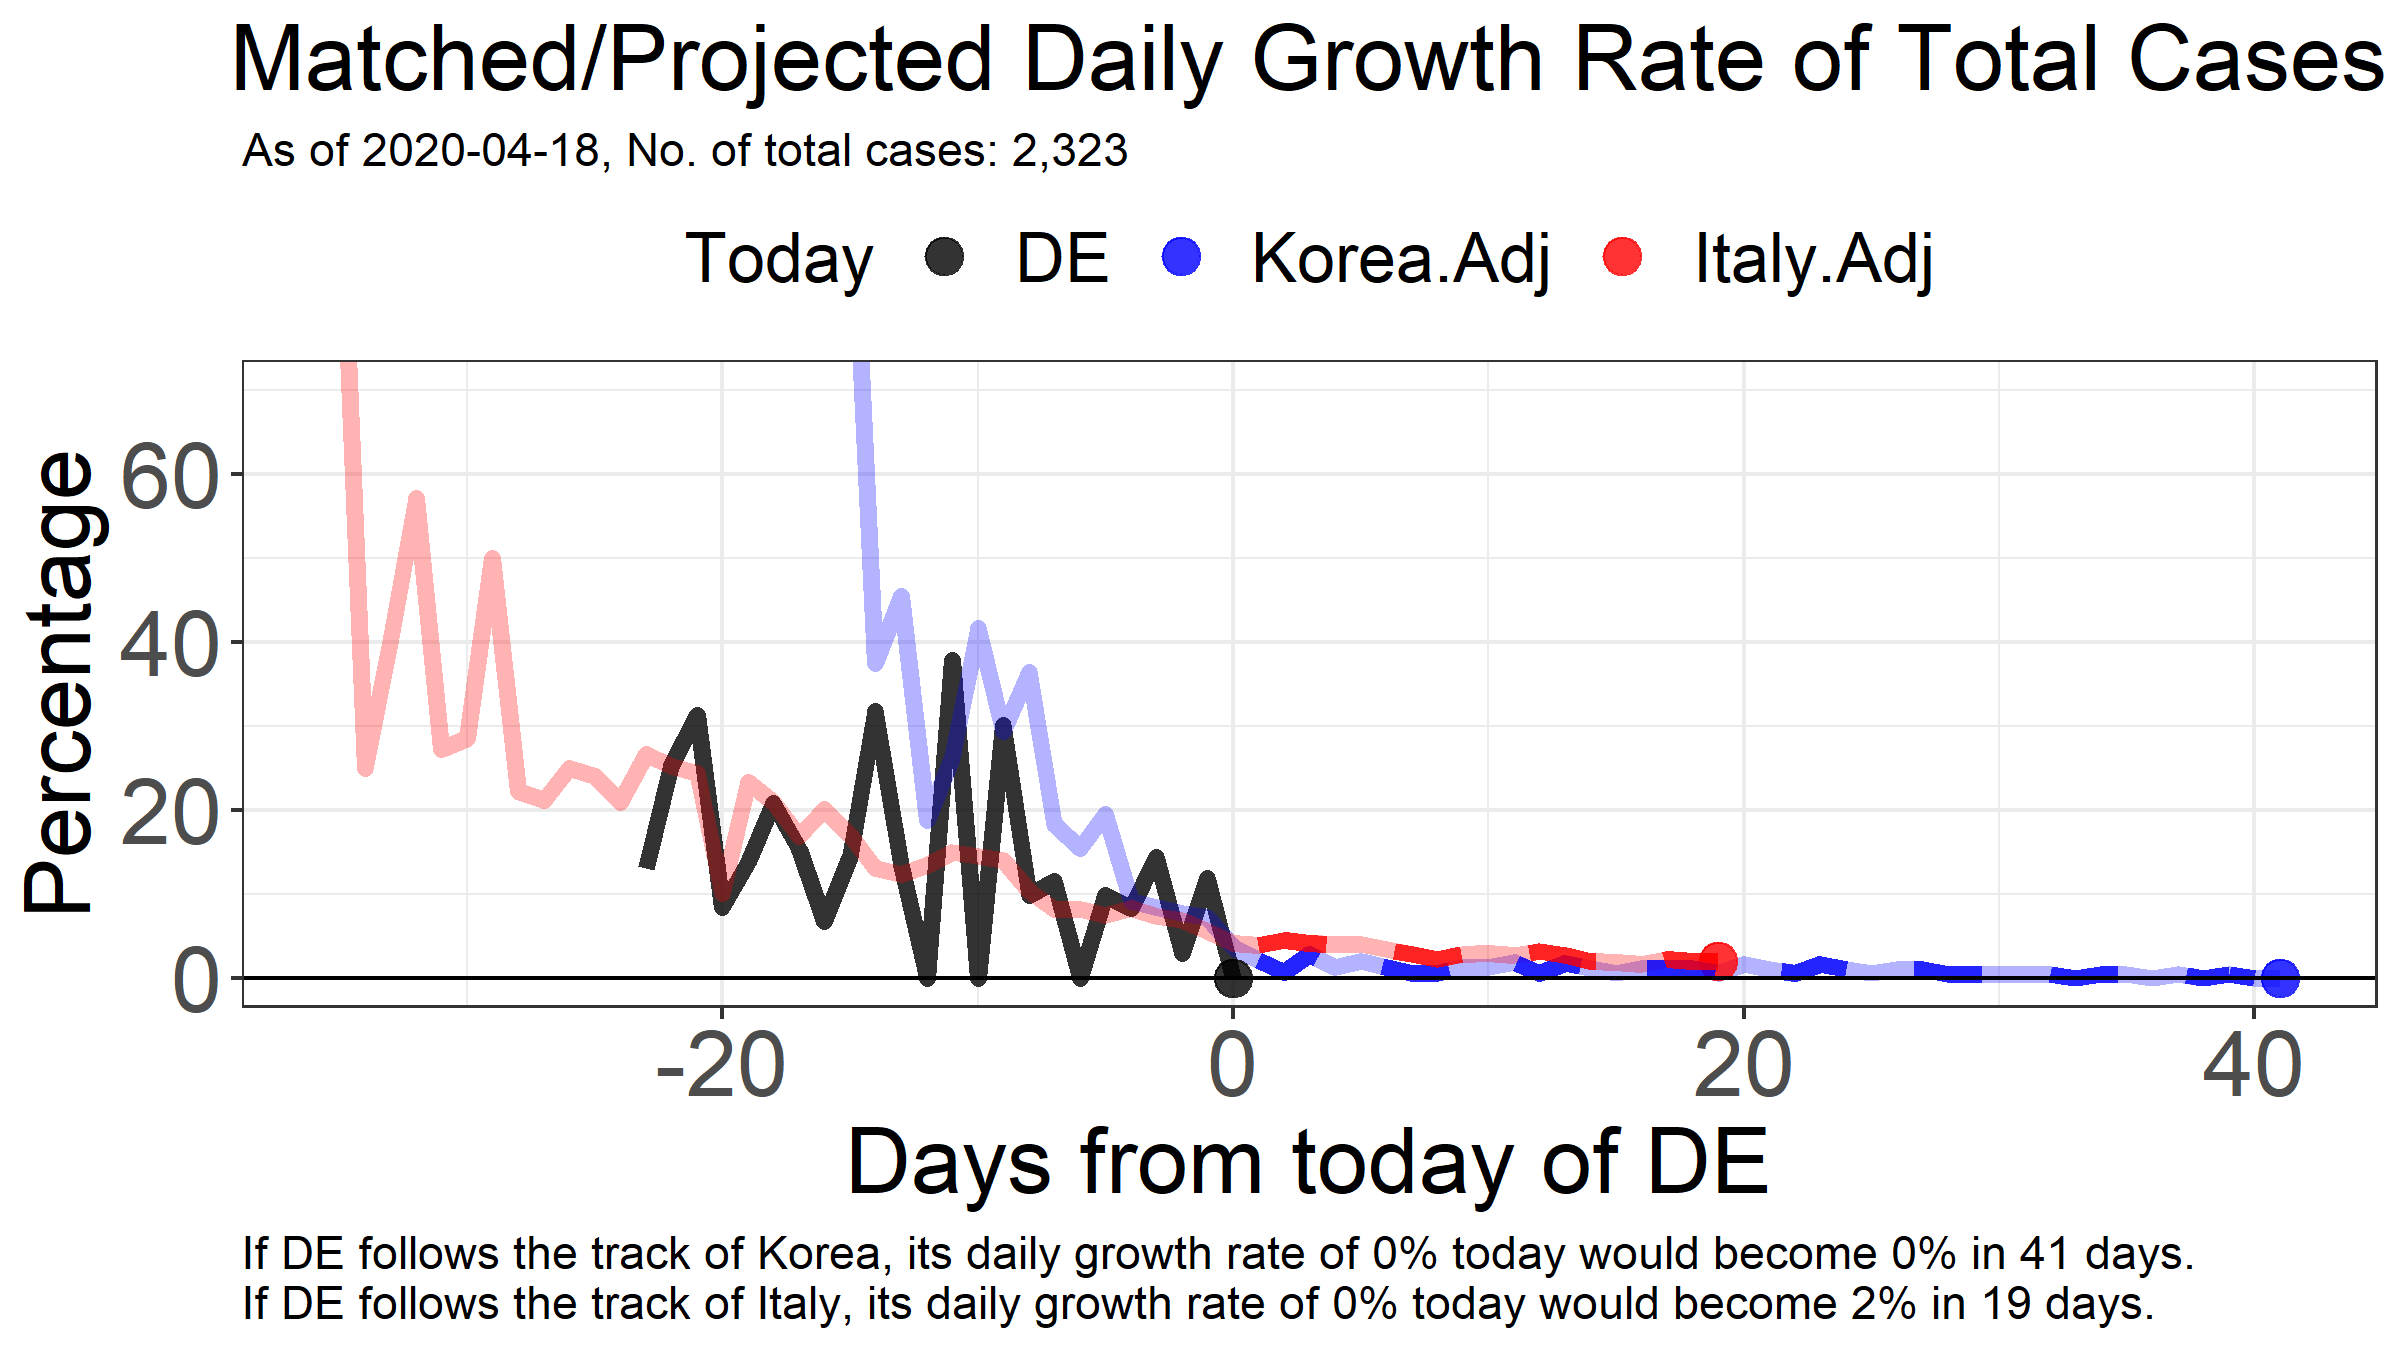 Matched/Projected Daily Growth Rate of Total Cases
As of 2020-04-18, No. of total cases: 2,323
Today DE Korea.Adj Italy.Adj
Percentage
60
40
20
0
-20 0 20 40
Days from today of DE
If DE follows the track of Korea, its daily growth rate of 0% today would become 0% in 41 days.
If DE follows the track of Italy, its daily growth rate of 0% today would become 2% in 19 days.